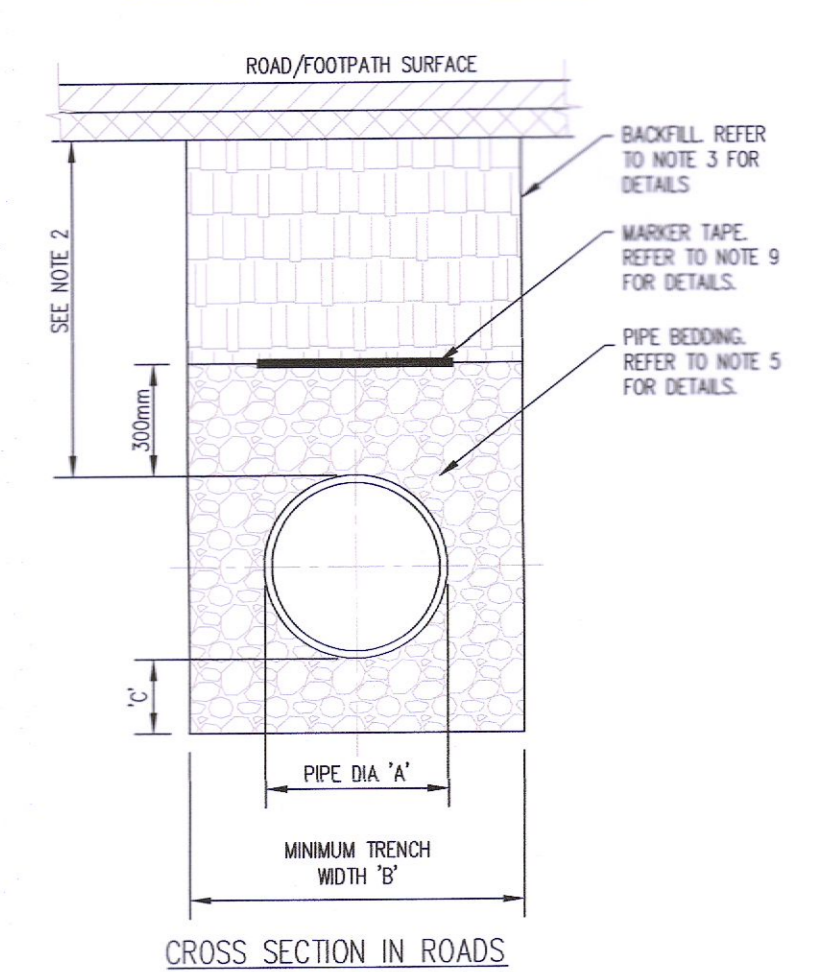 ROAD/FOOTPATH SURFACE
BACKFILL. REFER
TO NOTE 3 FOR
DETAILS
MARKER TAPE.
REFER TO NOTE 9
FOR DETAILS.
PIPE BEDDING.
REFER TO NOTE 5
FOR DETAILS.
SEE NOTE 2
300mm
'C'
PIPE DIA 'A'
MINIMUM TRENCH
WIDTH 'B'
CROSS SECTION IN ROADS